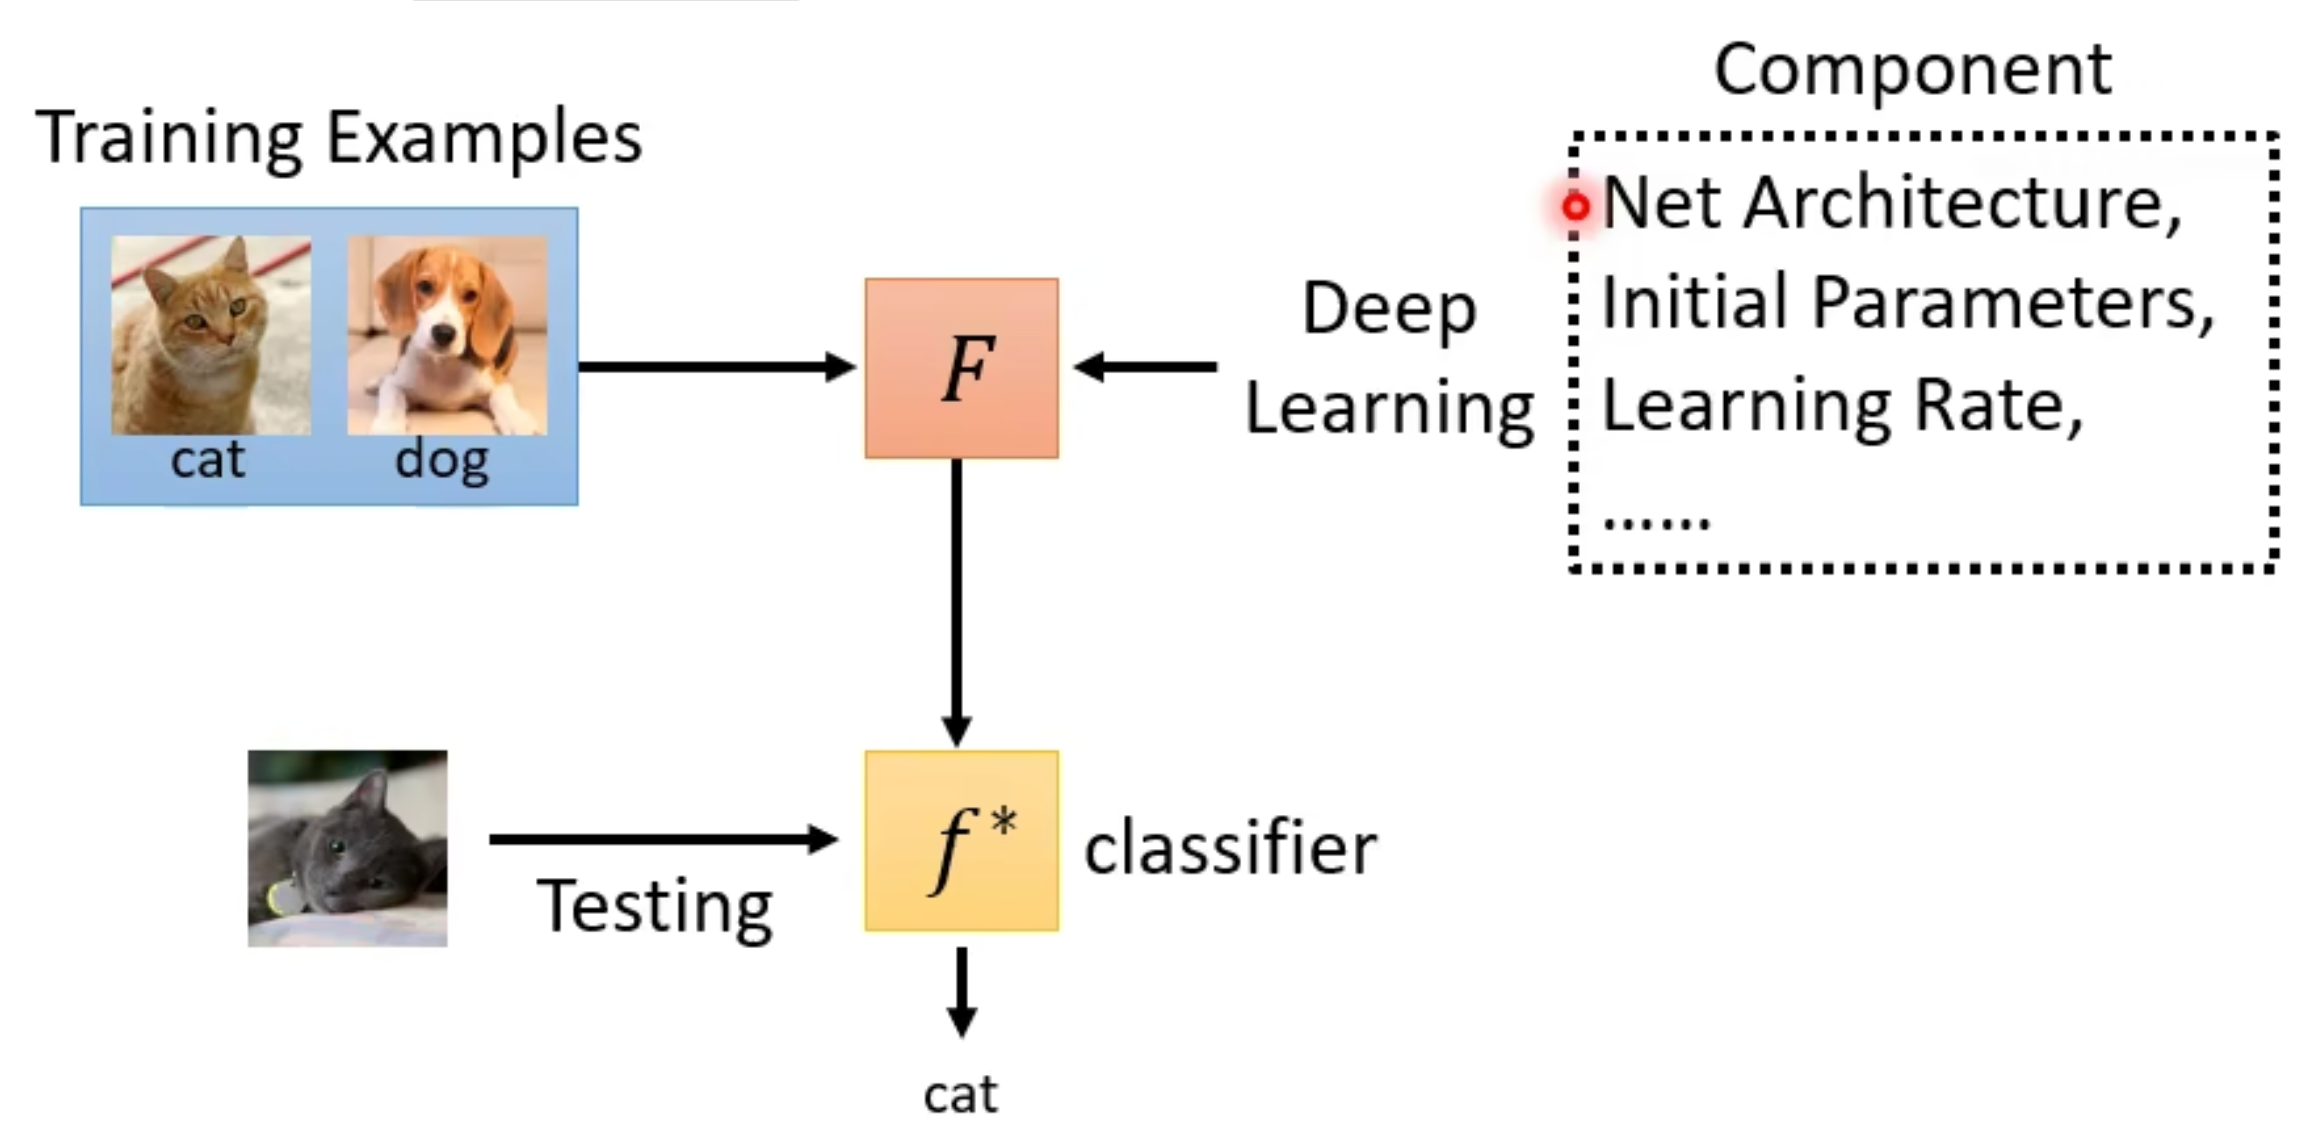 Component
Training Examples
Net Architecture,
Initial Parameters,
Learning Rate,
......
Deep
Learning
F
cat
dog
f*
classifier
Testing
cat